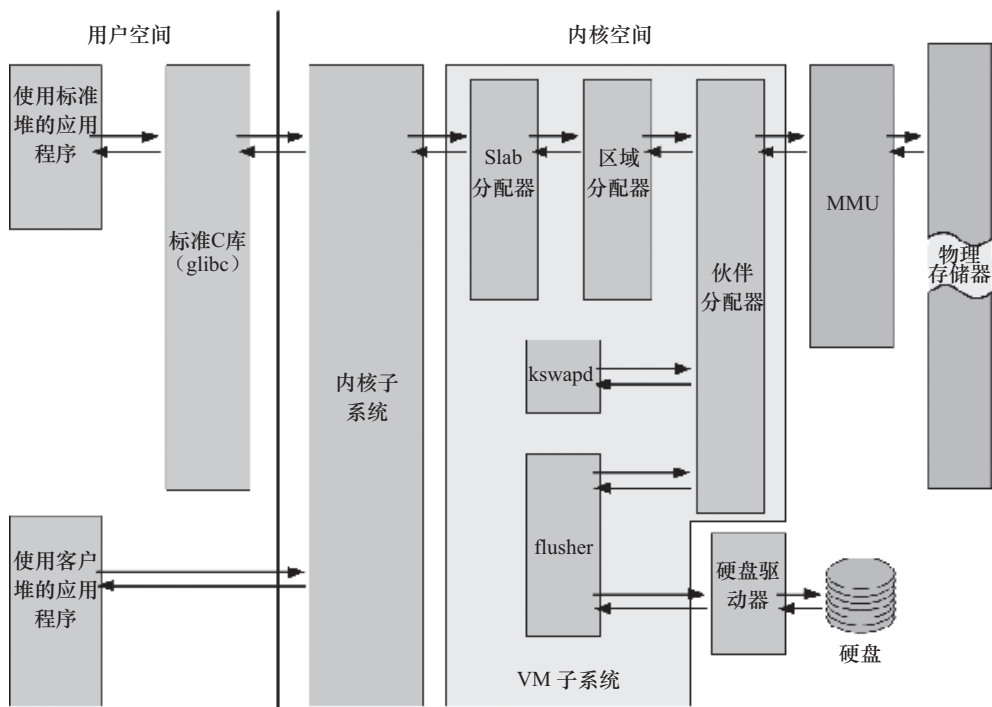 用户空间
内核空间
使用标准
堆的应用
程序
标准C库
（glibc）
内核子
系统
Slab
分配器
区域
分配器
伙伴
分配器
MMU
物理
存储器
kswapd
flusher
使用客户
堆的应用
程序
硬盘驱
动器
硬盘
VM 子系统